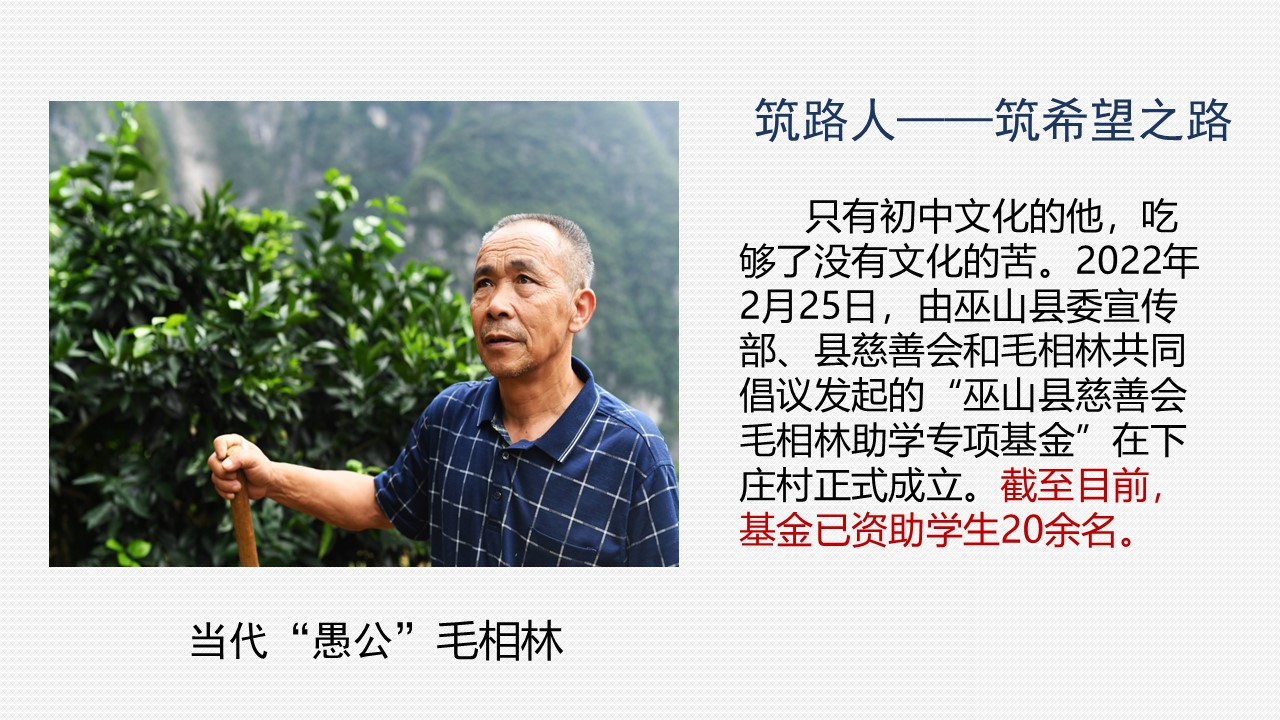 筑路人——筑希望之路
只有初中文化的他，吃
够了没有文化的苦。2022年
2月25日，由巫山县委宣传
部、县慈善会和毛相林共同
倡议发起的“巫山县慈善会
毛相林助学专项基金”在下
庄村正式成立。截至目前，
基金已资助学生20余名。
当代“愚公”毛相林